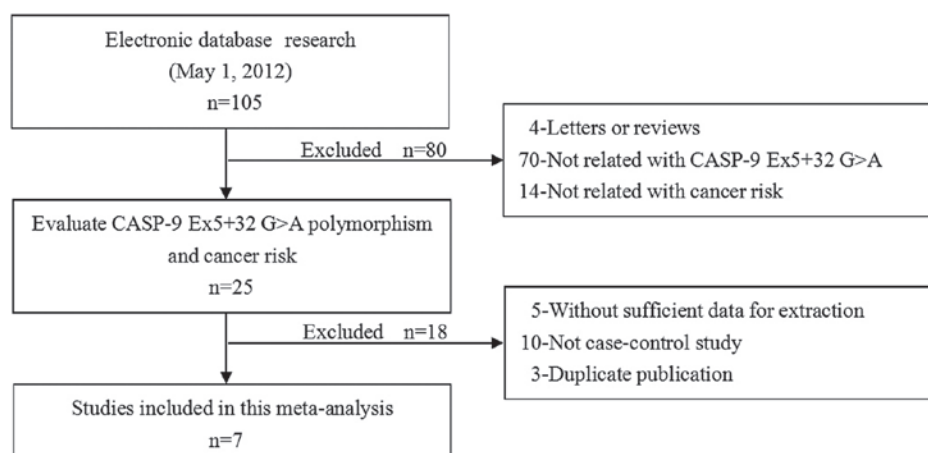 Electronic database research
(May 1, 2012)
n=105
Excluded n=80
4-Letters or reviews
70-Not related with CASP-9 Ex5+32 G>A
14-Not related with cancer risk
Evaluate CASP-9 Ex5+32 G>A polymorphism
and cancer risk
n=25
Excluded n=18
5-Without sufficient data for extraction
10-Not case-control study
3-Duplicate publication
Studies included in this meta-analysis
n=7